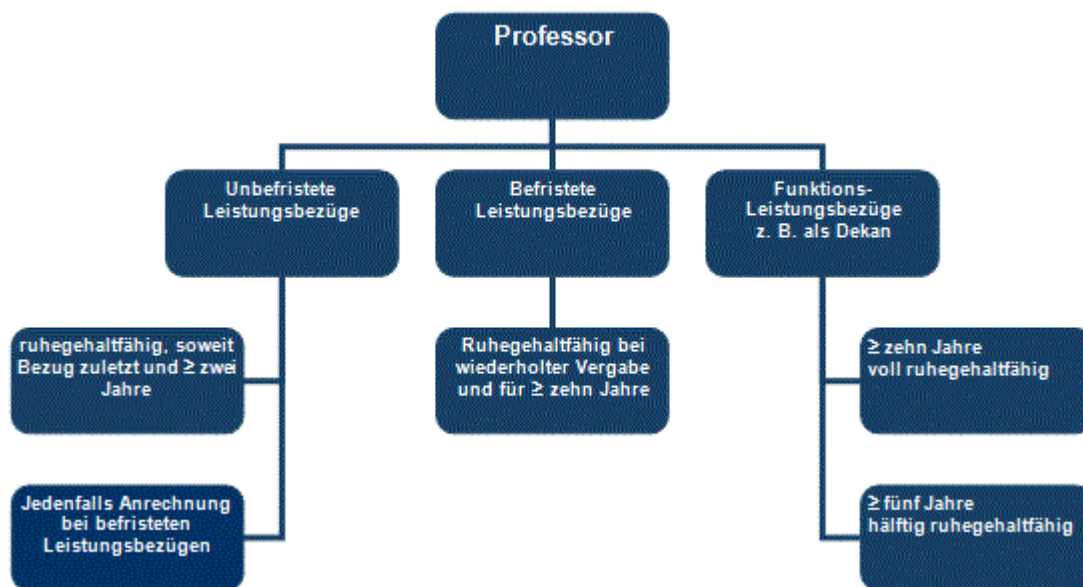 Professor
Unbefristete
Leistungsbezüge
Befristete
Leistungsbezüge
Funktions-
Leistungsbezüge
z. B. als Dekan
ruhegehaltfähig, soweit
Bezug zuletzt und ≥ zwei
Jahre
Ruhegehaltfähig bei
wiederholter Vergabe
und für ≥ zehn Jahre
≥ zehn Jahre
voll ruhegehaltfähig
Jedenfalls Anrechnung
bei befristeten
Leistungsbezügen
≥ fünf Jahre
hälftig ruhegehaltfähig